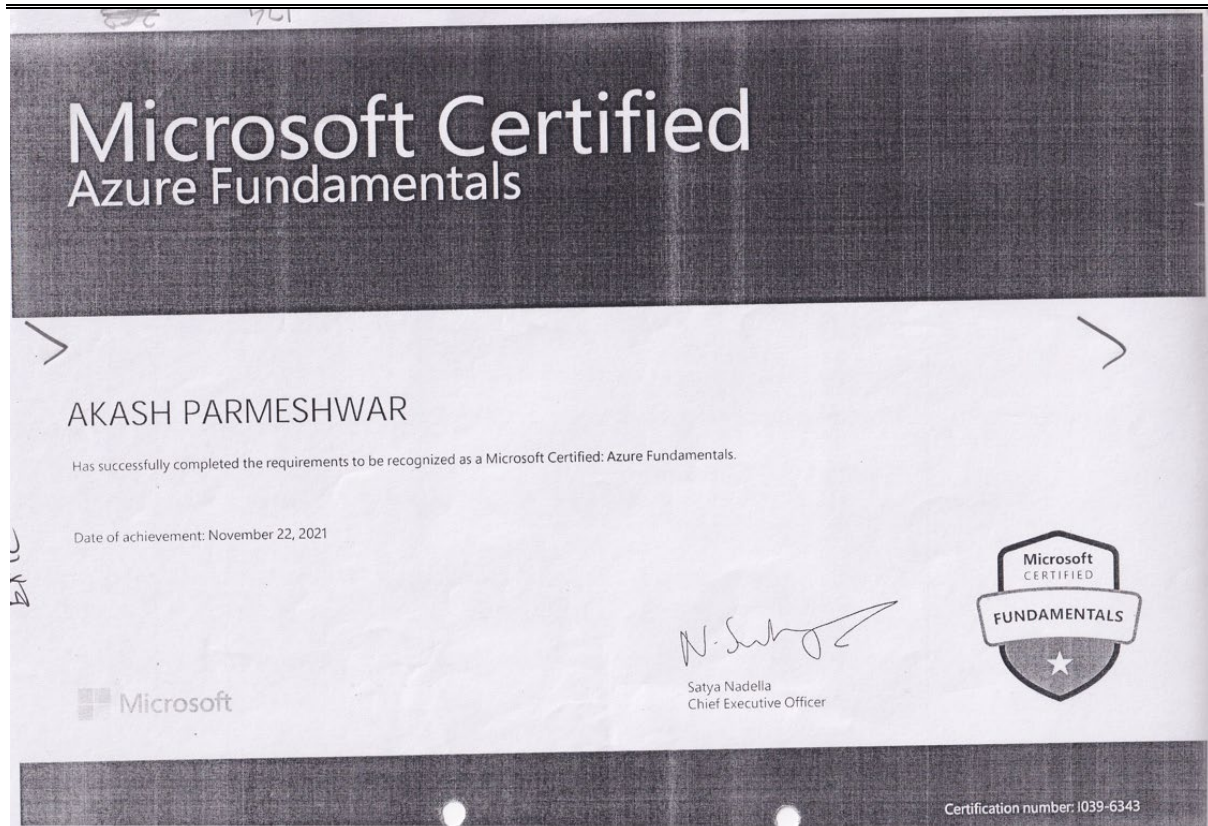 124
Microsoft Certified
Azure Fundamentals
AKASH PARMESHWAR
Has successfully completed the requirements to be recognized as a Microsoft Certified: Azure Fundamentals.
Date of achievement: November 22, 2021
Microsoft
CERTIFIED
FUNDAMENTALS
Satya Nadella
Chief Executive Officer
Microsoft
Certification number: I039-6343